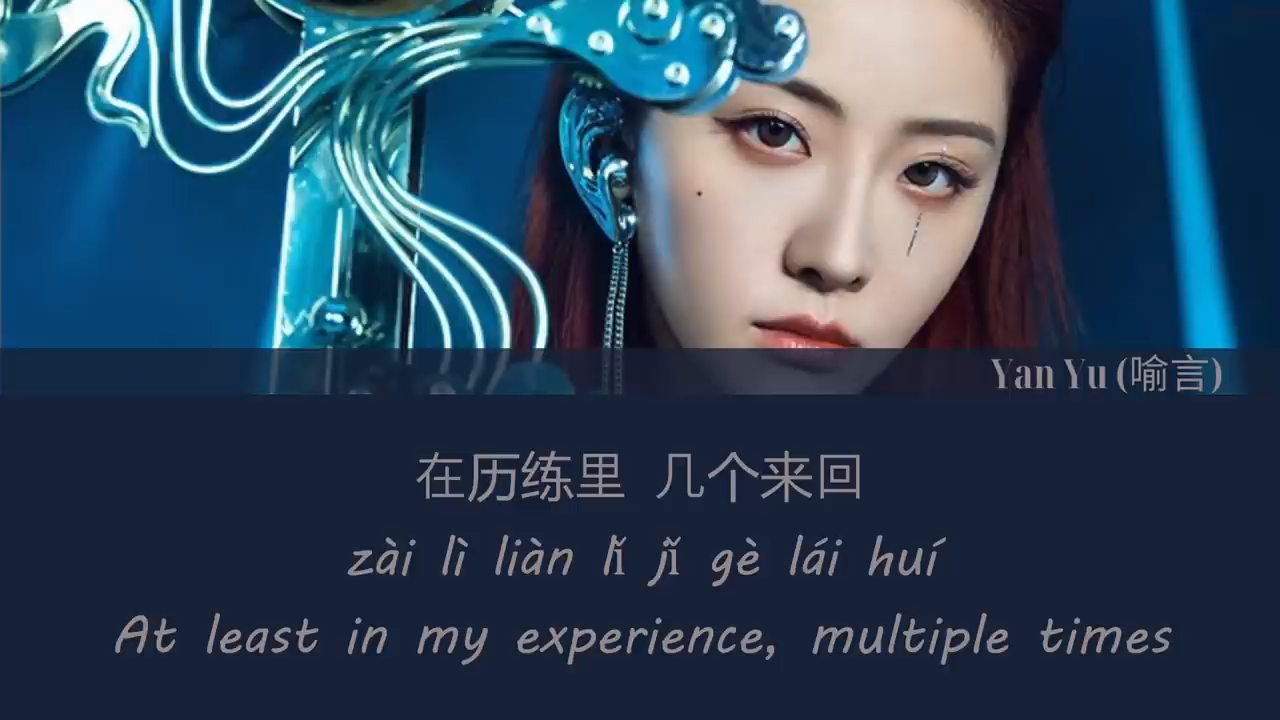 Yan Yu (喻言)
在历练里 几个来回
zài lì liàn lǐ jǐ gè lái huí
At least in my experience, multiple times